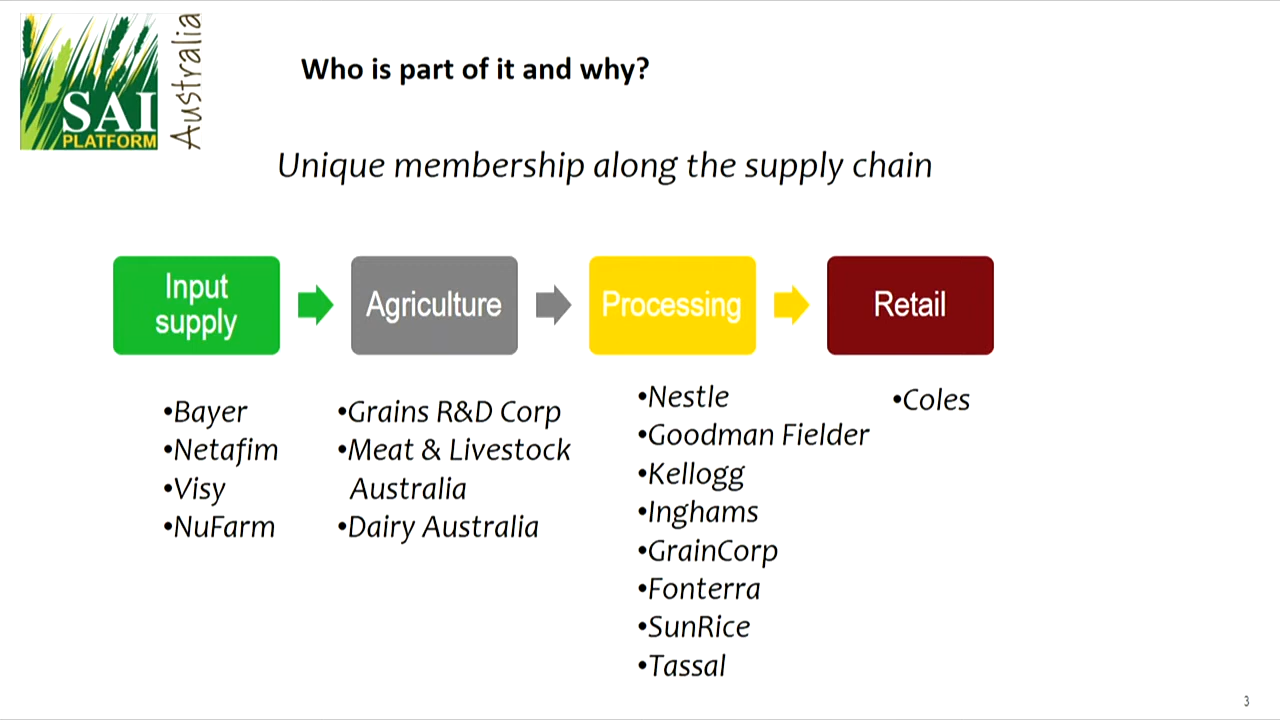 SAI
PLATFORM
Australia
Who is part of it and why?
Unique membership along the supply chain
Input
supply
Agriculture
Processing
Retail
•Bayer
•Netafim
•Visy
•NuFarm
•Grains R&D Corp
•Meat & Livestock
Australia
•Dairy Australia
•Nestle
•Goodman Fielder
•Kellogg
•Inghams
•GrainCorp
•Fonterra
•SunRice
•Tassal
•Coles
3